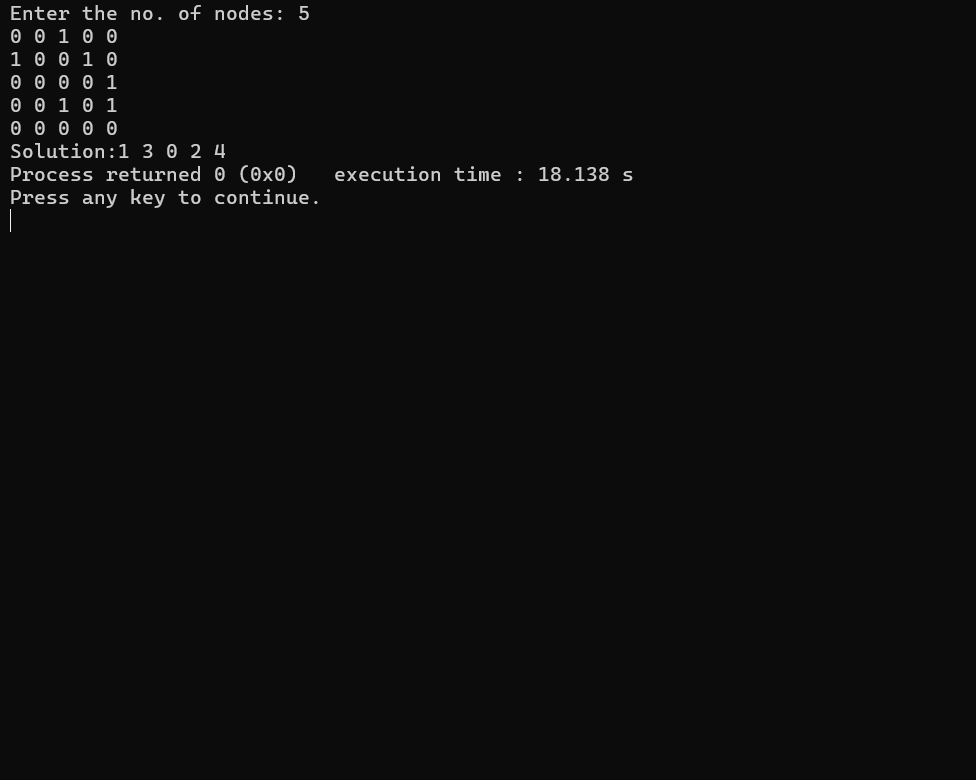 Enter the no. of nodes: 5
0 0 1 0 0
1 0 0 1 0
0 0 0 0 1
0 0 1 0 1
0 0 0 0 0
Solution:1 3 0 2 4
Process returned 0 (0x0)   execution time : 18.138 s
Press any key to continue.